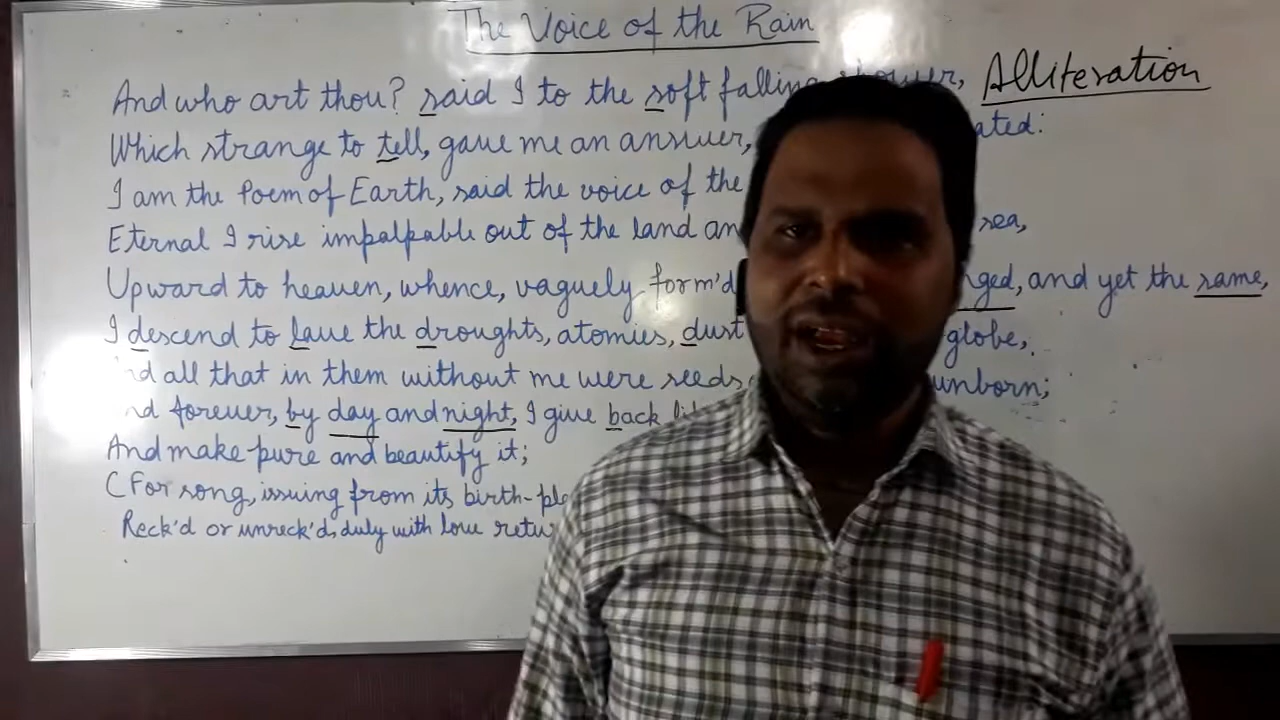 The Voice of the Rain
And who art thou? said I to the soft falling shower, Alliteration
Which strange to tell, gave me an answer, ated:
I am the Poem of Earth, said the voice of the
Eternal I rise impalpable out of the land an sea,
Upward to heaven, whence, vaguely form'd nged, and yet the same,
I descend to lave the droughts, atomies, dust globe,
nd all that in them without me were seeds unborn;
nd forever, by day and night, I give back
And make pure and beautify it;
(For song, issuing from its birth-pla
Reck'd or unreck'd, duly with love retu